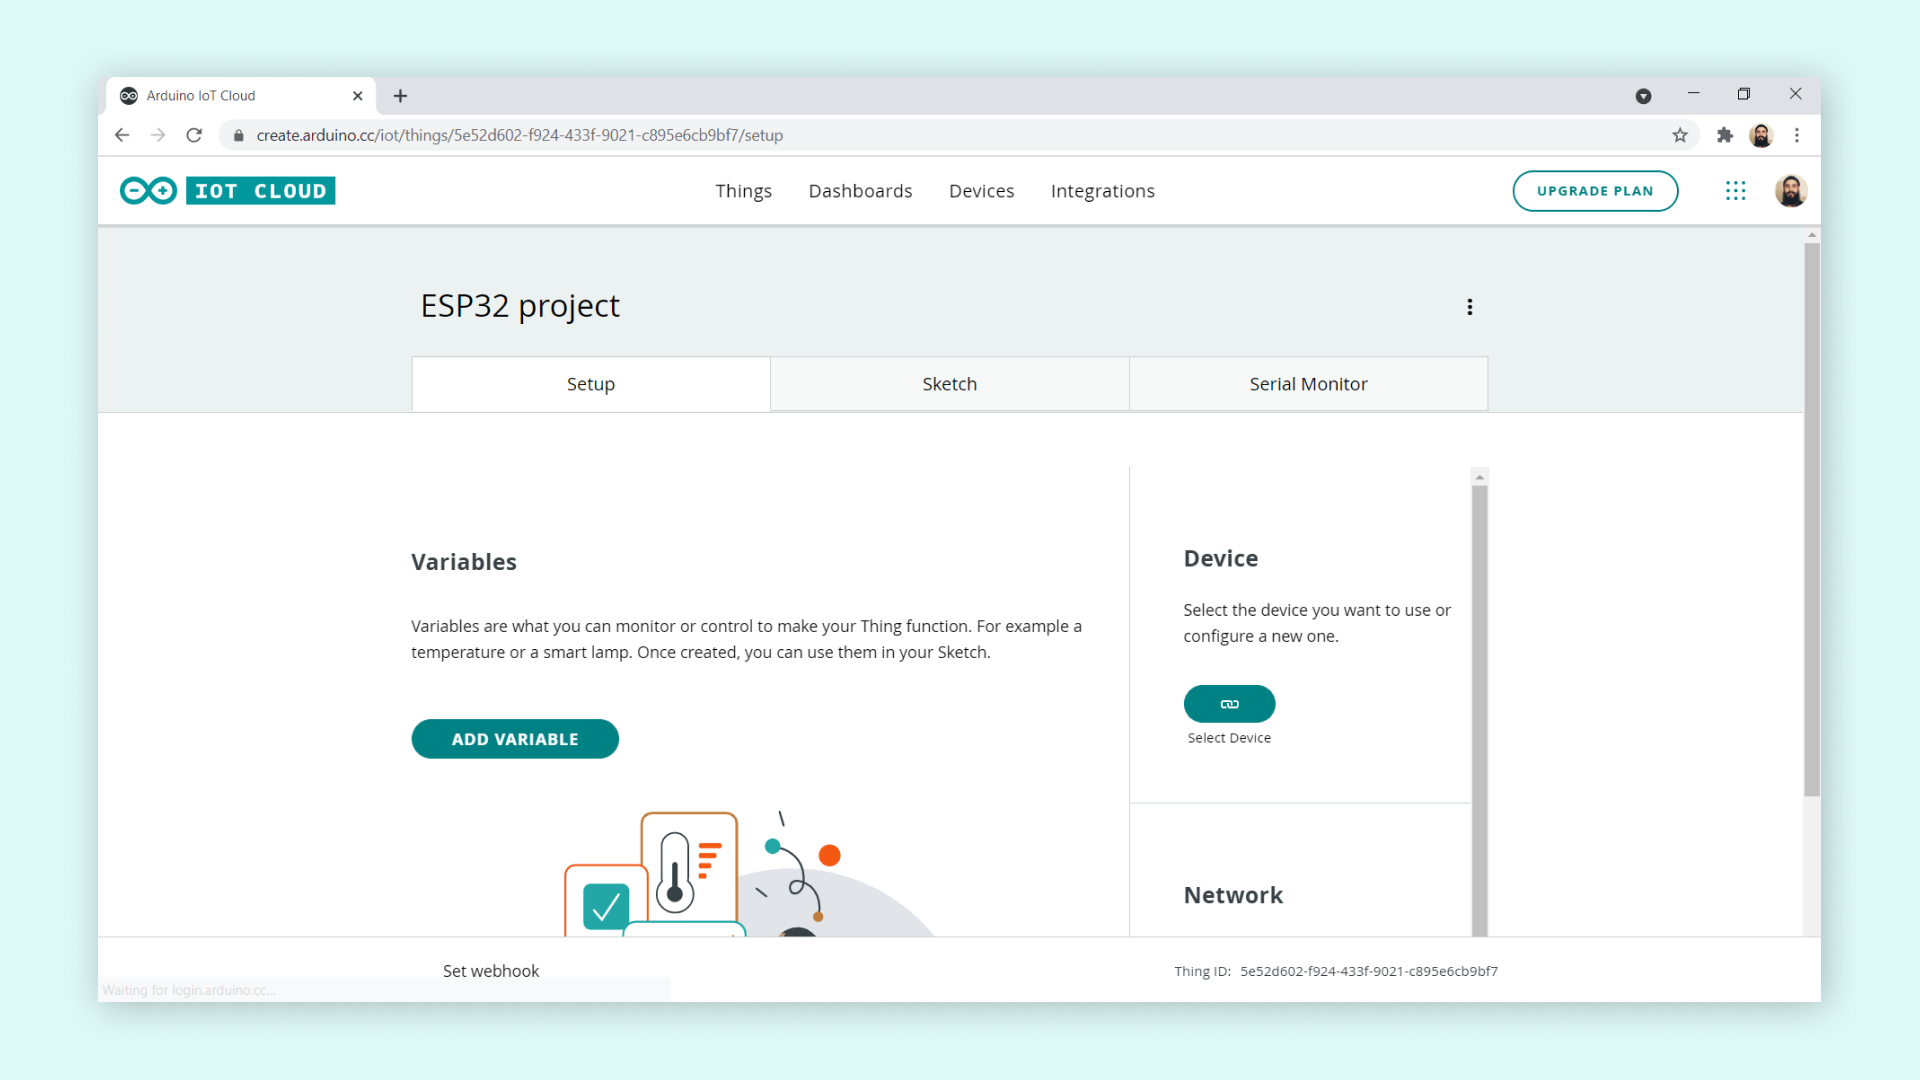 Arduino IoT Cloud
create.arduino.cc/iot/things/5e52d602-f924-433f-9021-c895e6cb9bf7/setup
IOT CLOUD
Things Dashboards Devices Integrations
UPGRADE PLAN
ESP32 project
Setup Sketch Serial Monitor
Variables
Variables are what you can monitor or control to make your Thing function. For example a
temperature or a smart lamp. Once created, you can use them in your Sketch.
ADD VARIABLE
Device
Select the device you want to use or
configure a new one.
Select Device
Network
Set webhook
Thing ID: 5e52d602-f924-433f-9021-c895e6cb9bf7
Waiting for login.arduino.cc...